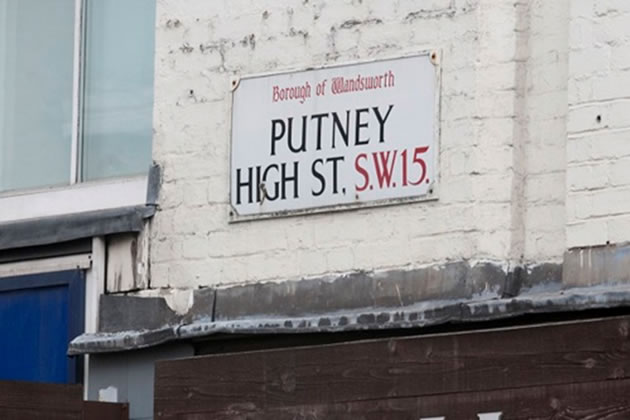 Borough of Wandsworth
PUTNEY
HIGH ST. S.W.15.